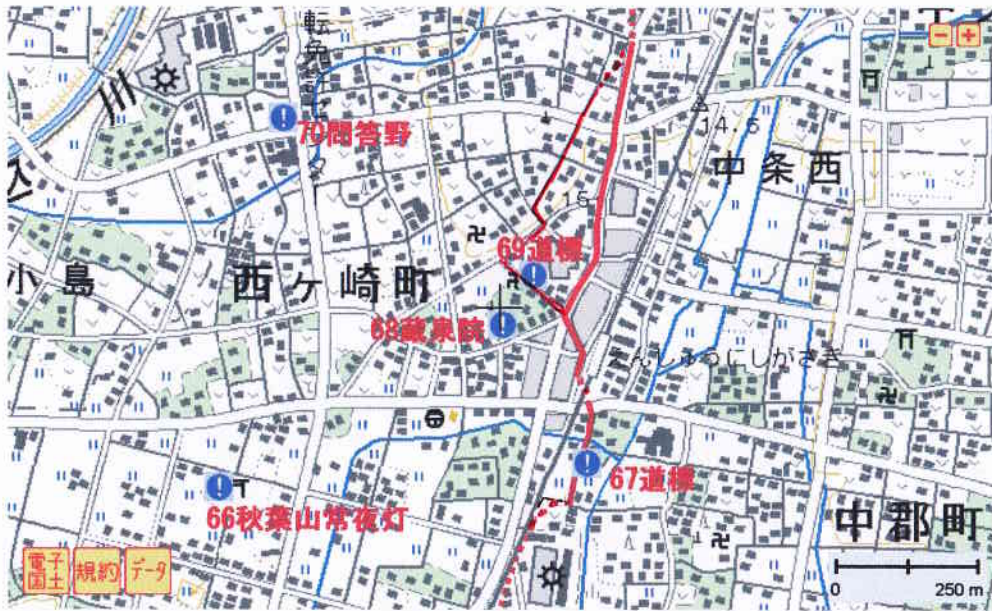 転免
川
70問答野
14.5
中条西
15
69道標
小島
西ヶ崎町
68蔵泉院
えんしゅうにしがさき
67道標
66秋葉山常夜灯
中郡町
電子国土
規約
データ
0
250 m